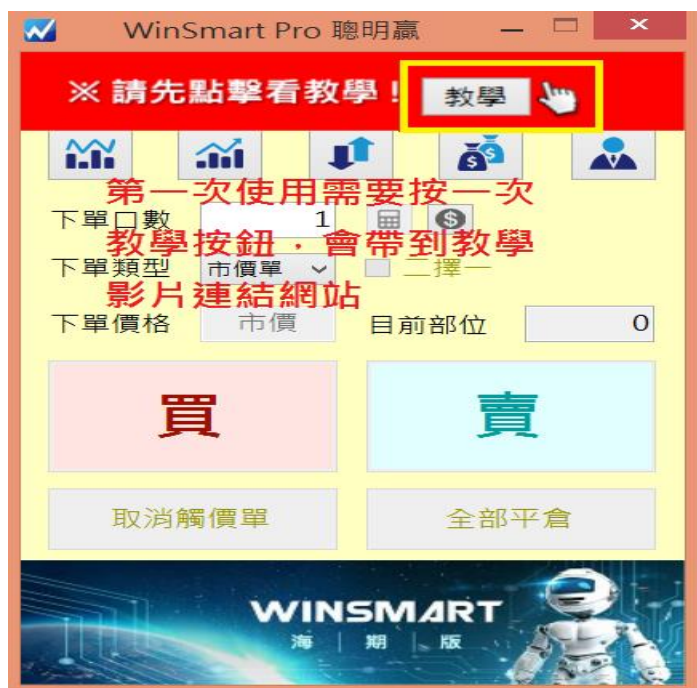 WinSmart Pro 聰明贏
※ 請先點擊看教學！ 教學
第一次使用需要按一次
下單口數 1
教學按鈕，會帶到教學
下單類型 市價單 二擇一
影片連結網站
下單價格 市價 目前部位 0
買 賣
取消觸價單 全部平倉
WINSMART
海｜期｜版